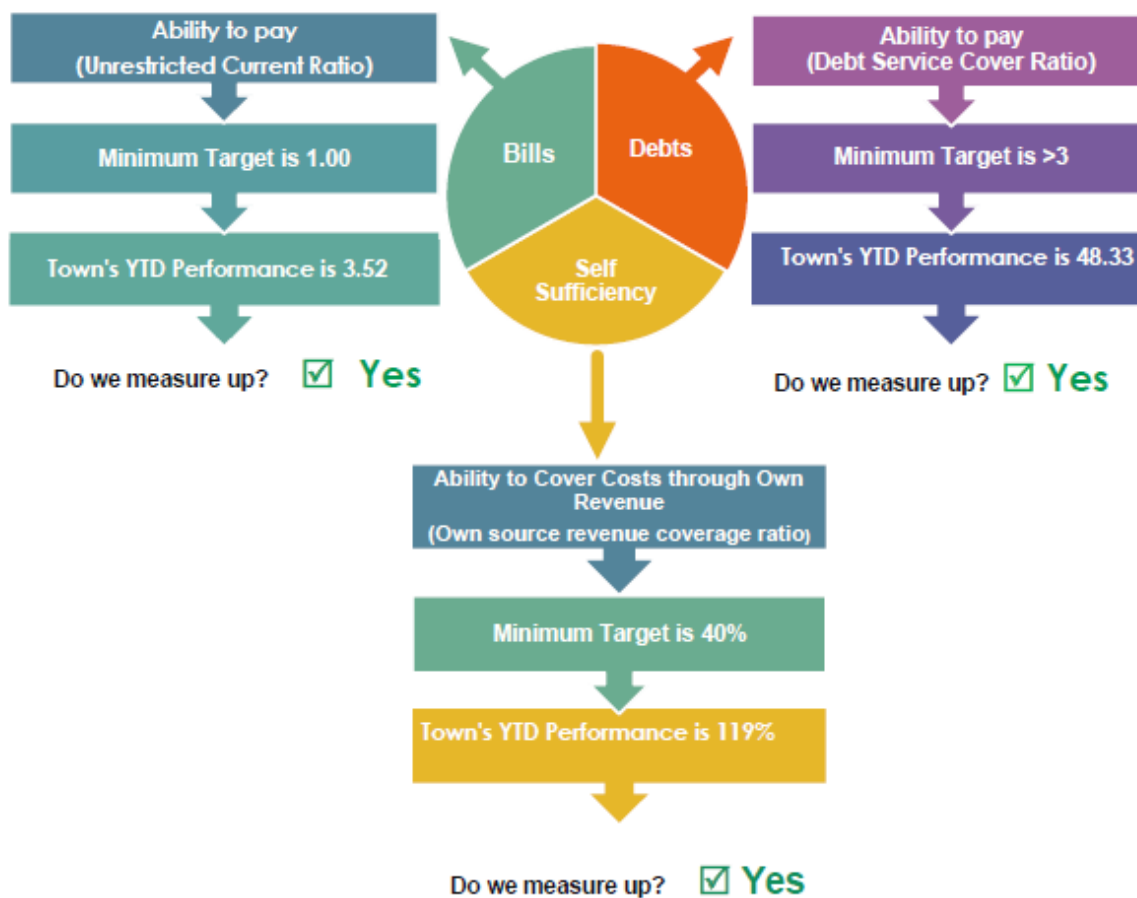 Ability to pay
(Unrestricted Current Ratio)
Minimum Target is 1.00
Town's YTD Performance is 3.52
Do we measure up? ☑ Yes
Bills
Debts
Self
Sufficiency
Ability to pay
(Debt Service Cover Ratio)
Minimum Target is >3
Town's YTD Performance is 48.33
Do we measure up? ☑ Yes
Ability to Cover Costs through Own
Revenue
(Own source revenue coverage ratio)
Minimum Target is 40%
Town's YTD Performance is 119%
Do we measure up? ☑ Yes